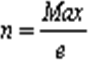 n = Max / e